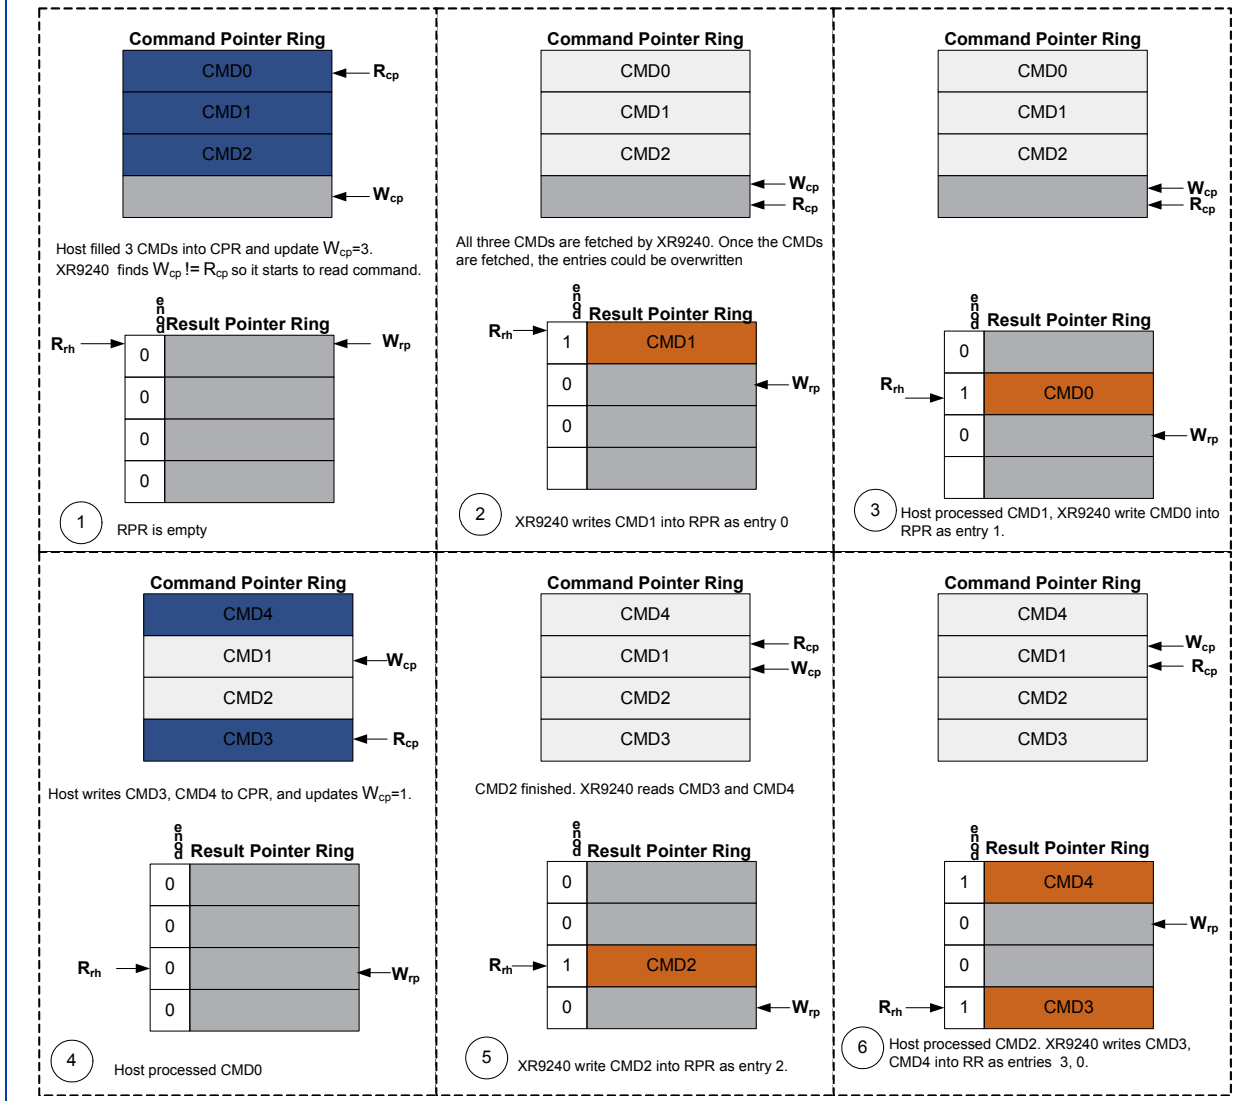 Command Pointer Ring
CMD0
Rcp
CMD1
CMD2
Wcp
Host filled 3 CMDs into CPR and update Wcp=3.
XR9240 finds Wcp != Rcp so it starts to read command.
done
Result Pointer Ring
Rrh
Wrp
0
0
0
0
1
RPR is empty
Command Pointer Ring
CMD0
CMD1
CMD2
Wcp
Rcp
All three CMDs are fetched by XR9240. Once the CMDs
are fetched, the entries could be overwritten
done
Result Pointer Ring
Rrh
1
CMD1
0
Wrp
0
2
XR9240 writes CMD1 into RPR as entry 0
Command Pointer Ring
CMD0
CMD1
CMD2
Wcp
Rcp
done
Result Pointer Ring
0
Rrh
1
CMD0
0
Wrp
3
Host processed CMD1, XR9240 write CMD0 into
RPR as entry 1.
Command Pointer Ring
CMD4
CMD1
Wcp
CMD2
CMD3
Rcp
Host writes CMD3, CMD4 to CPR, and updates Wcp=1.
done
Result Pointer Ring
0
0
Rrh
0
Wrp
0
4
Host processed CMD0
Command Pointer Ring
CMD4
Rcp
CMD1
Wcp
CMD2
CMD3
CMD2 finished. XR9240 reads CMD3 and CMD4
done
Result Pointer Ring
0
0
Rrh
1
CMD2
0
Wrp
5
XR9240 write CMD2 into RPR as entry 2.
Command Pointer Ring
CMD4
Wcp
CMD1
Rcp
CMD2
CMD3
done
Result Pointer Ring
1
CMD4
0
Wrp
0
Rrh
1
CMD3
6
Host processed CMD2. XR9240 writes CMD3,
CMD4 into RR as entries 3, 0.